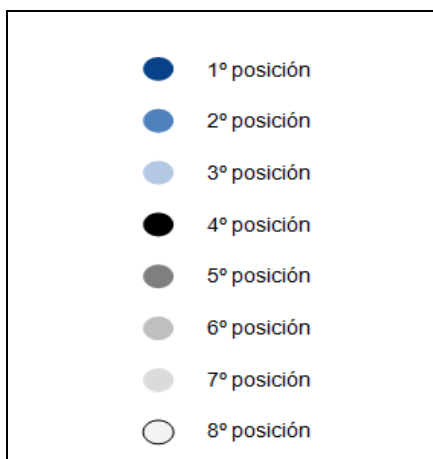 1º posición
2º posición
3º posición
4º posición
5º posición
6º posición
7º posición
8º posición